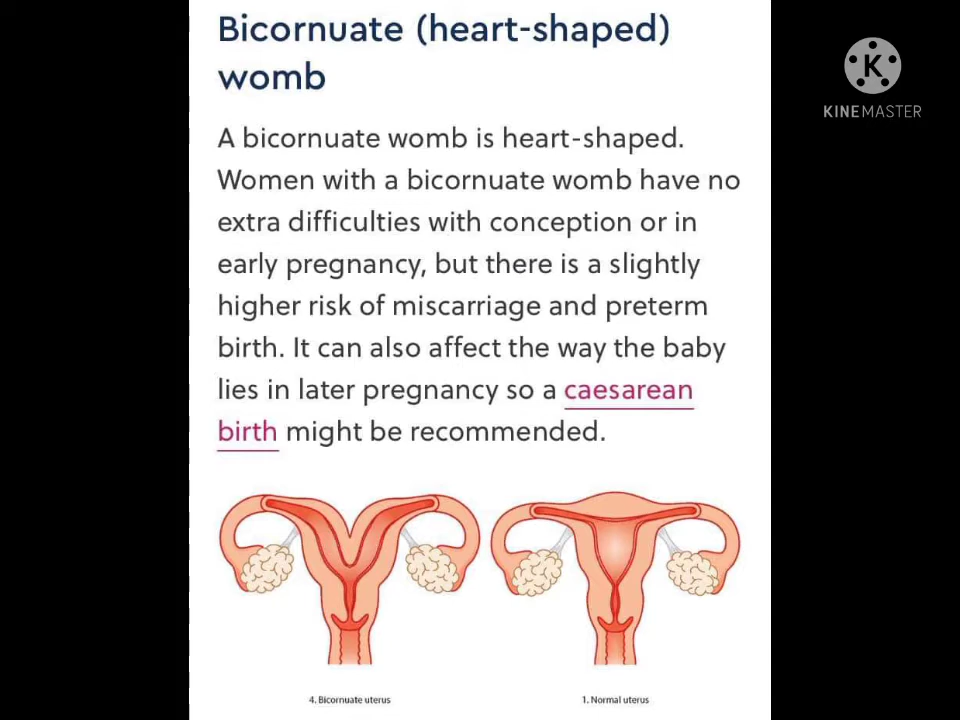 Bicornuate (heart-shaped)
womb
A bicornuate womb is heart-shaped.
Women with a bicornuate womb have no
extra difficulties with conception or in
early pregnancy, but there is a slightly
higher risk of miscarriage and preterm
birth. It can also affect the way the baby
lies in later pregnancy so a caesarean
birth might be recommended.
4. Bicornuate uterus
1. Normal uterus
K
KINEMASTER